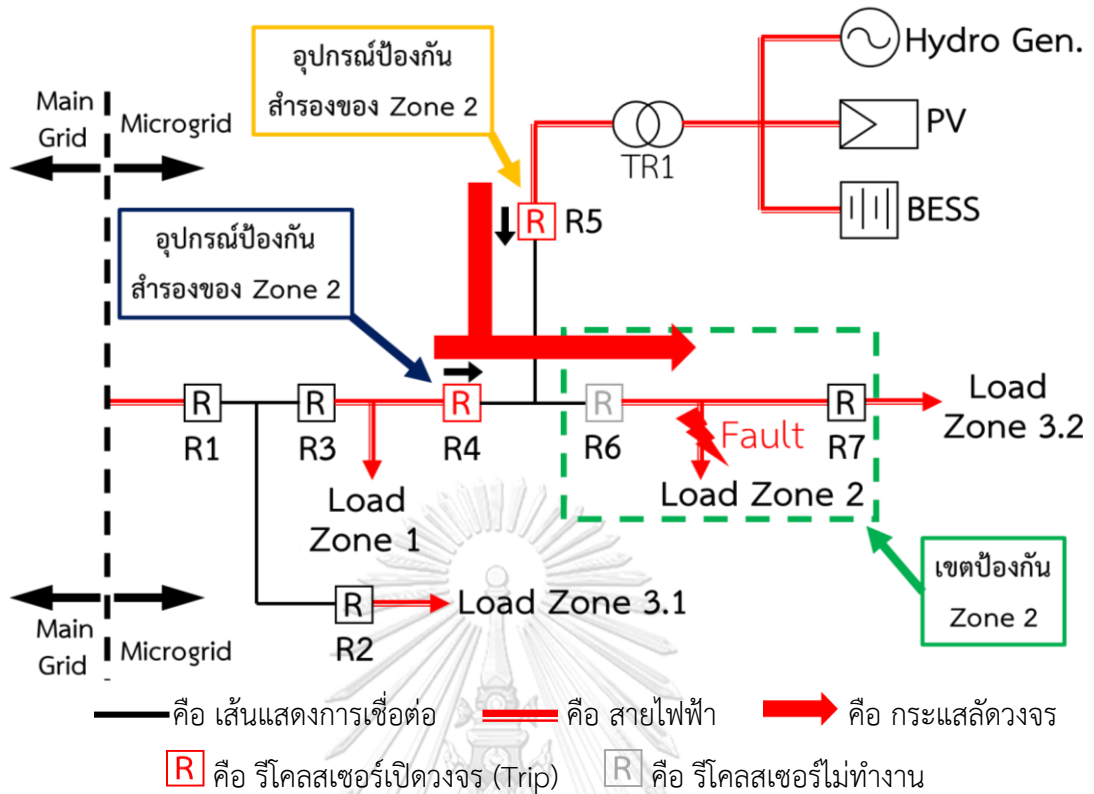 อุปกรณ์ป้องกัน
สำรองของ Zone 2
Hydro Gen.
Main
Grid
Microgrid
PV
TR1
BESS
R
R5
อุปกรณ์ป้องกัน
สำรองของ Zone 2
R
R
R
R
R
R1
R3
R4
R6
R7
Fault
Load
Zone 3.2
Load Zone 2
Load
Zone 1
เขตป้องกัน
Zone 2
R
Load Zone 3.1
R2
Main
Grid
Microgrid
คือ เส้นแสดงการเชื่อต่อ
คือ สายไฟฟ้า
คือ กระแสลัดวงจร
R คือ รีโคลสเซอร์เปิดวงจร (Trip)
R คือ รีโคลสเซอร์ไม่ทำงาน